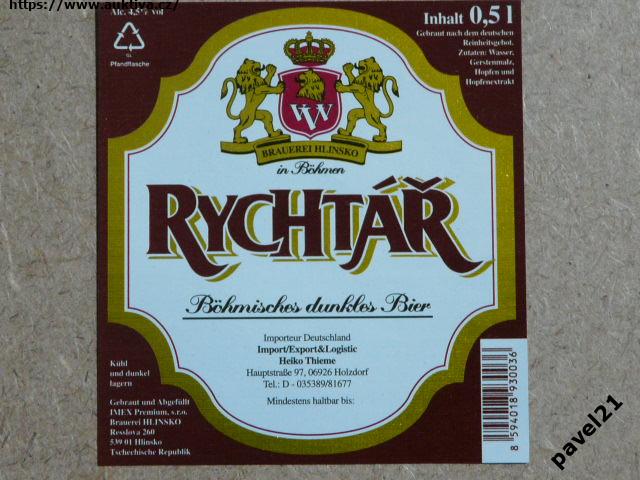 https://www.aukiva.cz/
Alc. 4,5% vol
GL
Pfandflasche
Inhalt 0,5 l
Gebraut nach dem deutschen
Reinheitsgebot.
Zutaten: Wasser,
Gerstenmalz,
Hopfen und
Hopfenextrakt
BRAUEREI HLINSKO
in Böhmen
RYCHTÁŘ
Böhmisches dunkles Bier
Importeur Deutschland
Import/Export&Logistic
Heiko Thieme
Hauptstraße 97, 06926 Holzdorf
Tel.: D - 035389/81677
Mindestens haltbar bis:
Kühl
und dunkel
lagern
Gebraut und Abgefüllt
IMEX Premium, s.r.o.
Brauerei HLINSKO
Resslova 260
539 01 Hlinsko
Tschechische Republik
8 594018 930036
pavel21